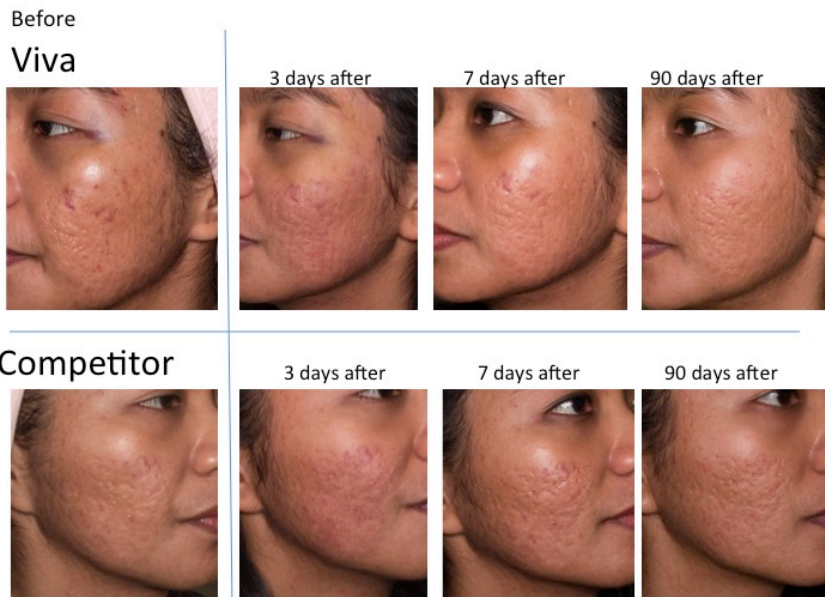 Before
Viva
3 days after
7 days after
90 days after
Competitor
3 days after
7 days after
90 days after